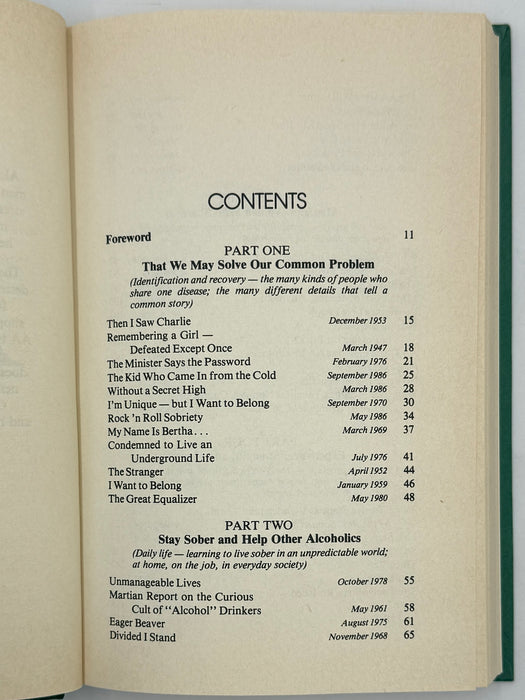 CONTENTS
Foreword 11
PART ONE
That We May Solve Our Common Problem
(Identification and recovery — the many kinds of people who
share one disease; the many different details that tell a
common story)
Then I Saw Charlie December 1953 15
Remembering a Girl —
Defeated Except Once March 1947 18
The Minister Says the Password February 1976 21
The Kid Who Came In from the Cold September 1986 25
Without a Secret High March 1986 28
I'm Unique — but I Want to Belong September 1970 30
Rock 'n Roll Sobriety May 1986 34
My Name Is Bertha . . . March 1969 37
Condemned to Live an
Underground Life July 1976 41
The Stranger April 1952 44
I Want to Belong January 1959 46
The Great Equalizer May 1980 48
PART TWO
Stay Sober and Help Other Alcoholics
(Daily life — learning to live sober in an unpredictable world;
at home, on the job, in everyday society)
Unmanageable Lives October 1978 55
Martian Report on the Curious
Cult of "Alcohol" Drinkers May 1961 58
Eager Beaver August 1975 61
Divided I Stand November 1968 65